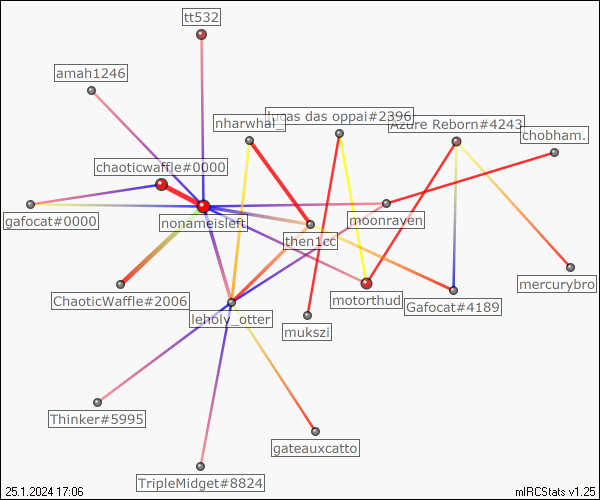 tt532
amah1246
lucas das oppai#2396
nharwhal_
Azure Reborn#4243
chobham.
chaoticwaffle#0000
gafocat#0000
nonameisleft
moonraven
then1cc
mercurybro
ChaoticWaffle#2006
motorthud
Gafocat#4189
leholy_otter
mukszi
Thinker#5995
gateauxcatto
TripleMidget#8824
25.1.2024 17:06
mIRCStats v1.25